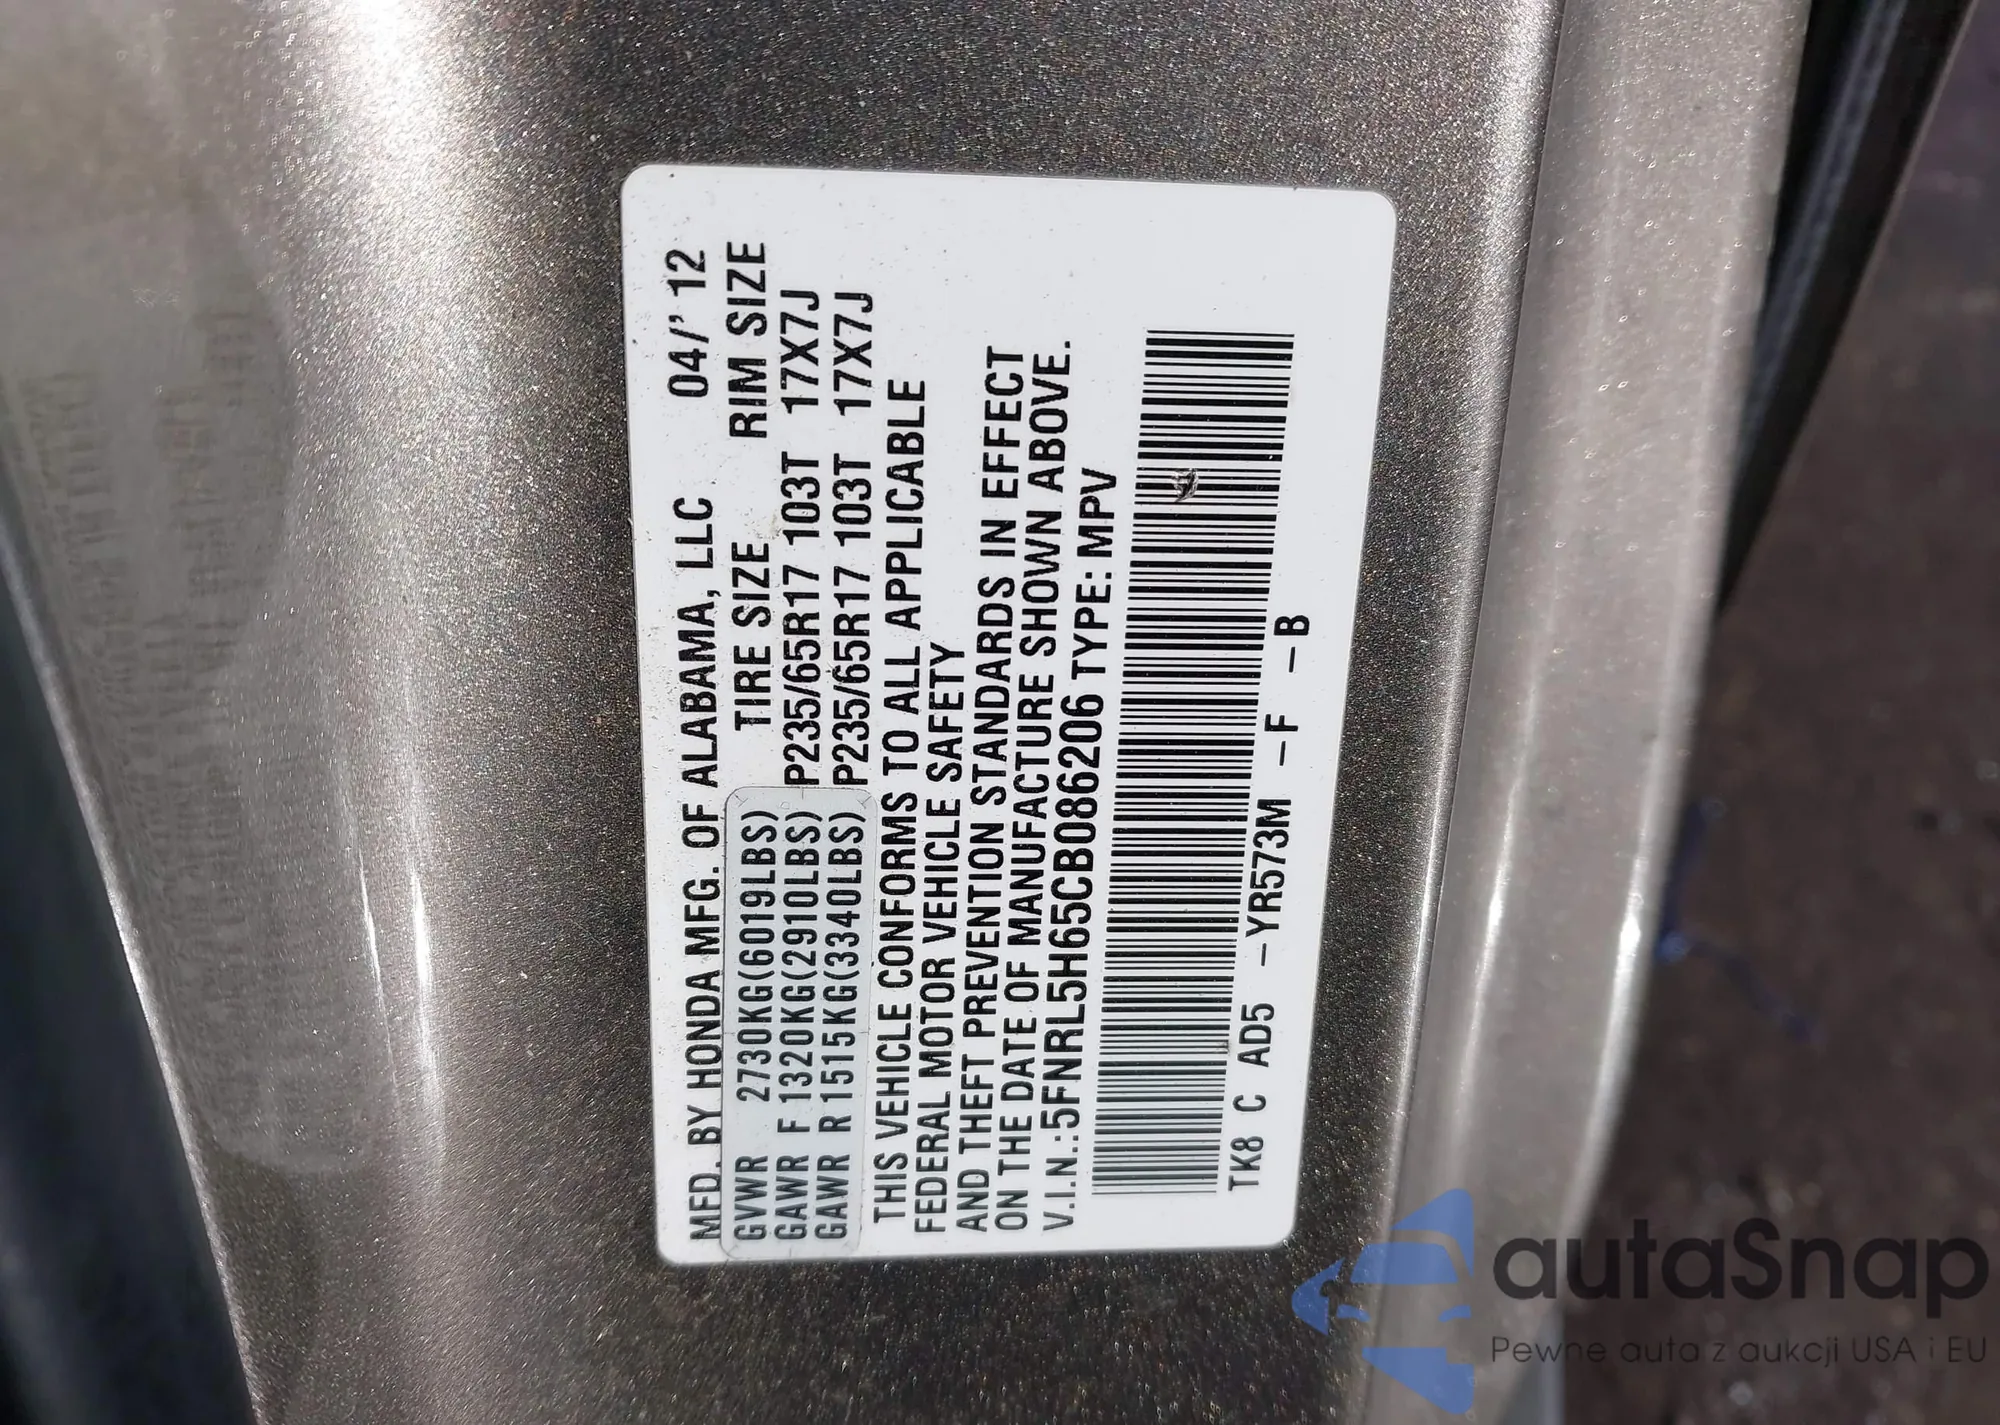 MFD. BY HONDA MFG. OF ALABAMA, LLC 04/'12
TIRE SIZE RIM SIZE
GVWR 2730KG(6019LBS)
GAWR F 1320KG(2910LBS) P235/65R17 103T 17X7J
GAWR R 1515KG(3340LBS) P235/65R17 103T 17X7J
THIS VEHICLE CONFORMS TO ALL APPLICABLE
FEDERAL MOTOR VEHICLE SAFETY
AND THEFT PREVENTION STANDARDS IN EFFECT
ON THE DATE OF MANUFACTURE SHOWN ABOVE.
V.I.N.:5FNRL5H65CB086206 TYPE: MPV
TK8 C AD5 -YR573M -F -B
autaSnap
Pewne auta z aukcji USA i EU